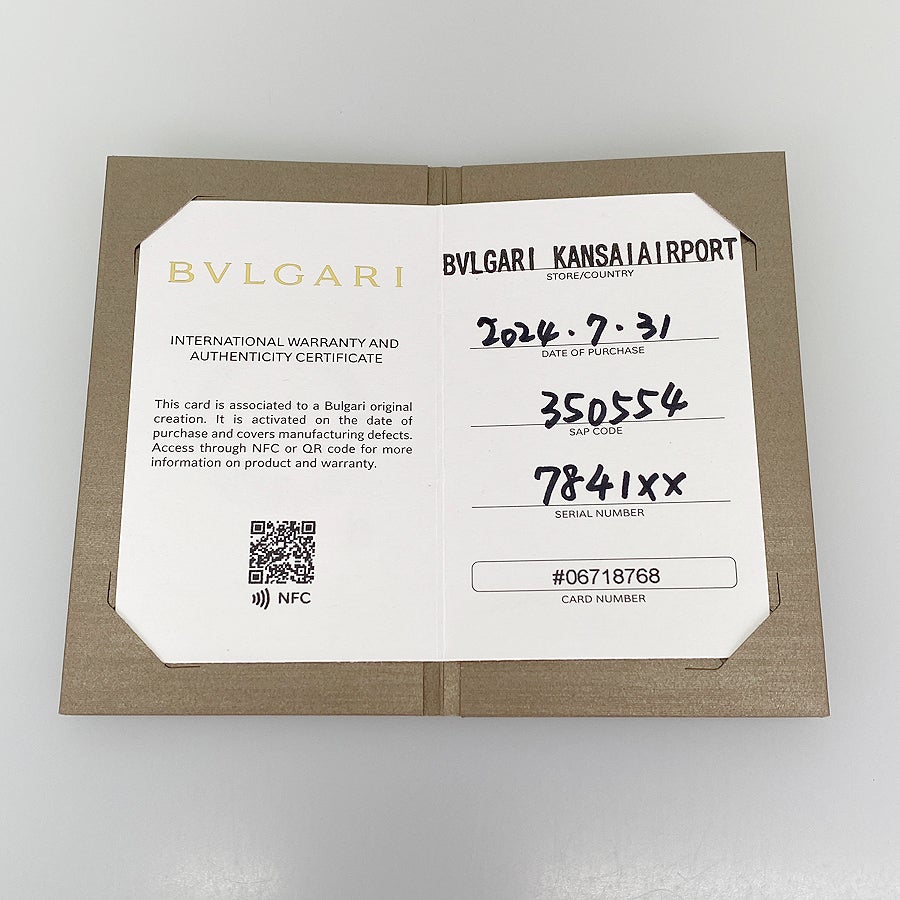 BVLGARI
INTERNATIONAL WARRANTY AND
AUTHENTICITY CERTIFICATE
This card is associated to a Bulgari original
creation. It is activated on the date of
purchase and covers manufacturing defects.
Access through NFC or QR code for more
information on product and warranty.
NFC
BVLGARI KANSAIAIRPORT
STORE/COUNTRY
2024.7.31
DATE OF PURCHASE
350554
SAP CODE
7841xx
SERIAL NUMBER
#06718768
CARD NUMBER